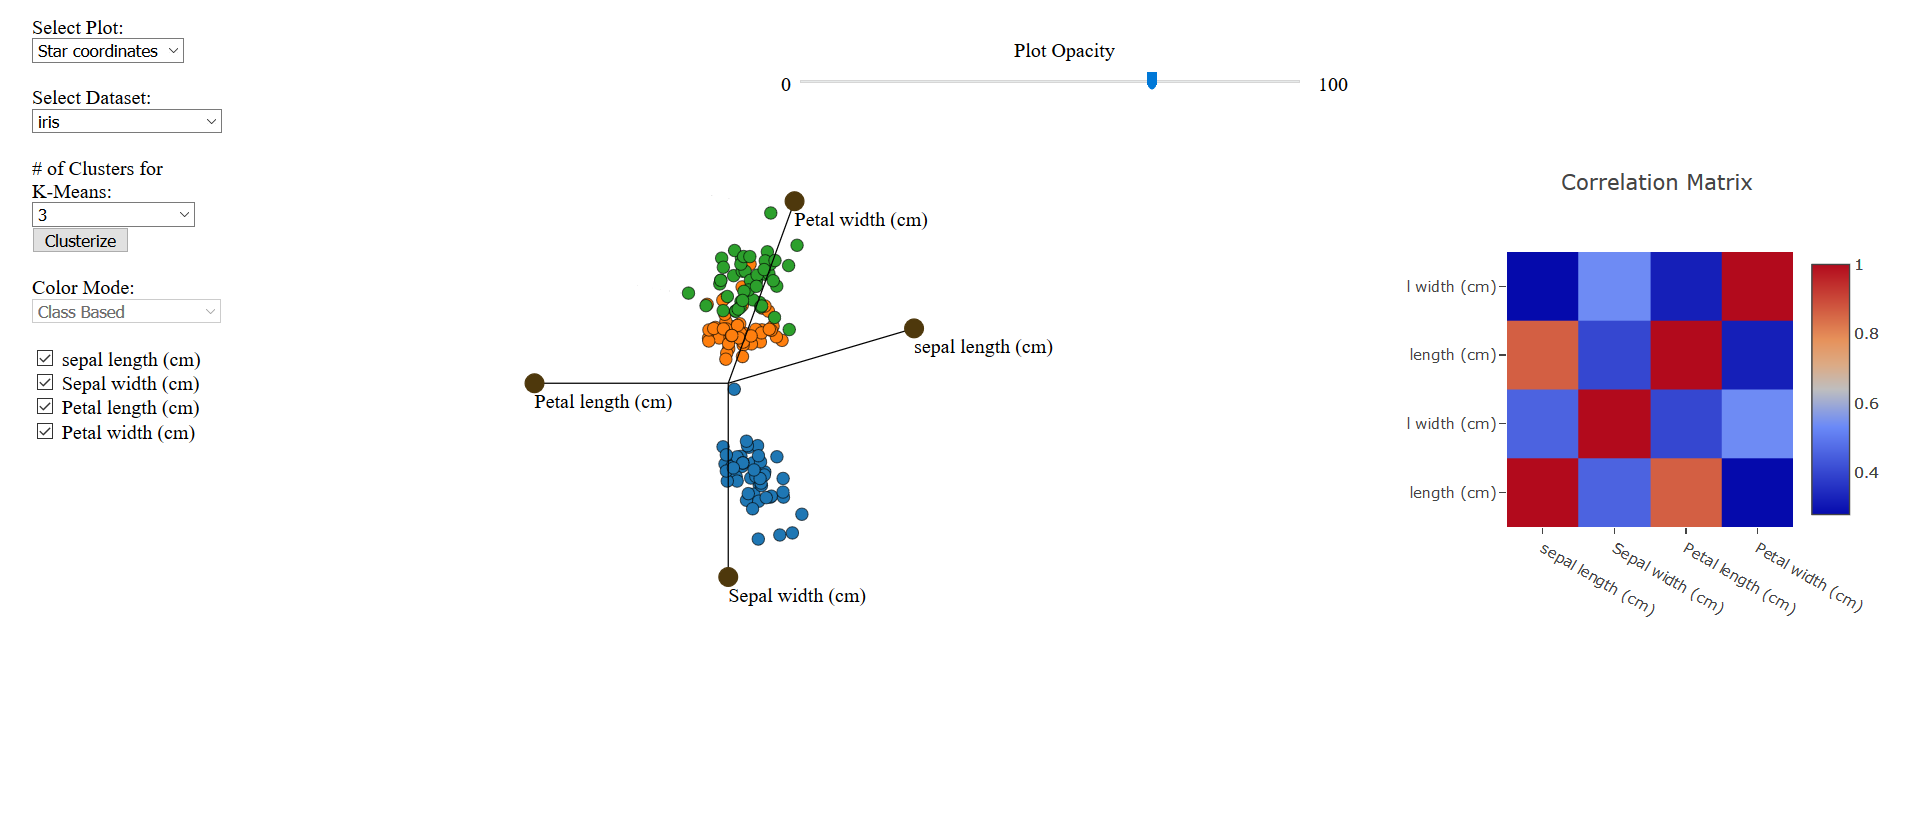 Select Plot:
Star coordinates
Select Dataset:
iris
# of Clusters for
K-Means:
3
Clusterize
Color Mode:
Class Based
sepal length (cm)
Sepal width (cm)
Petal length (cm)
Petal width (cm)
Plot Opacity
0
100
Petal width (cm)
sepal length (cm)
Petal length (cm)
Sepal width (cm)
Correlation Matrix
l width (cm)
length (cm)
l width (cm)
length (cm)
sepal length (cm)
Sepal width (cm)
Petal length (cm)
Petal width (cm)
1
0.8
0.6
0.4